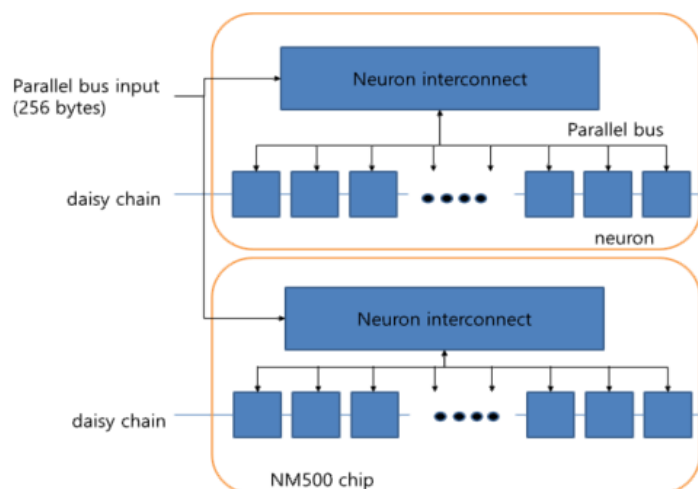 Neuron interconnect
Parallel bus input
(256 bytes)
Parallel bus
daisy chain
neuron
Neuron interconnect
daisy chain
NM500 chip